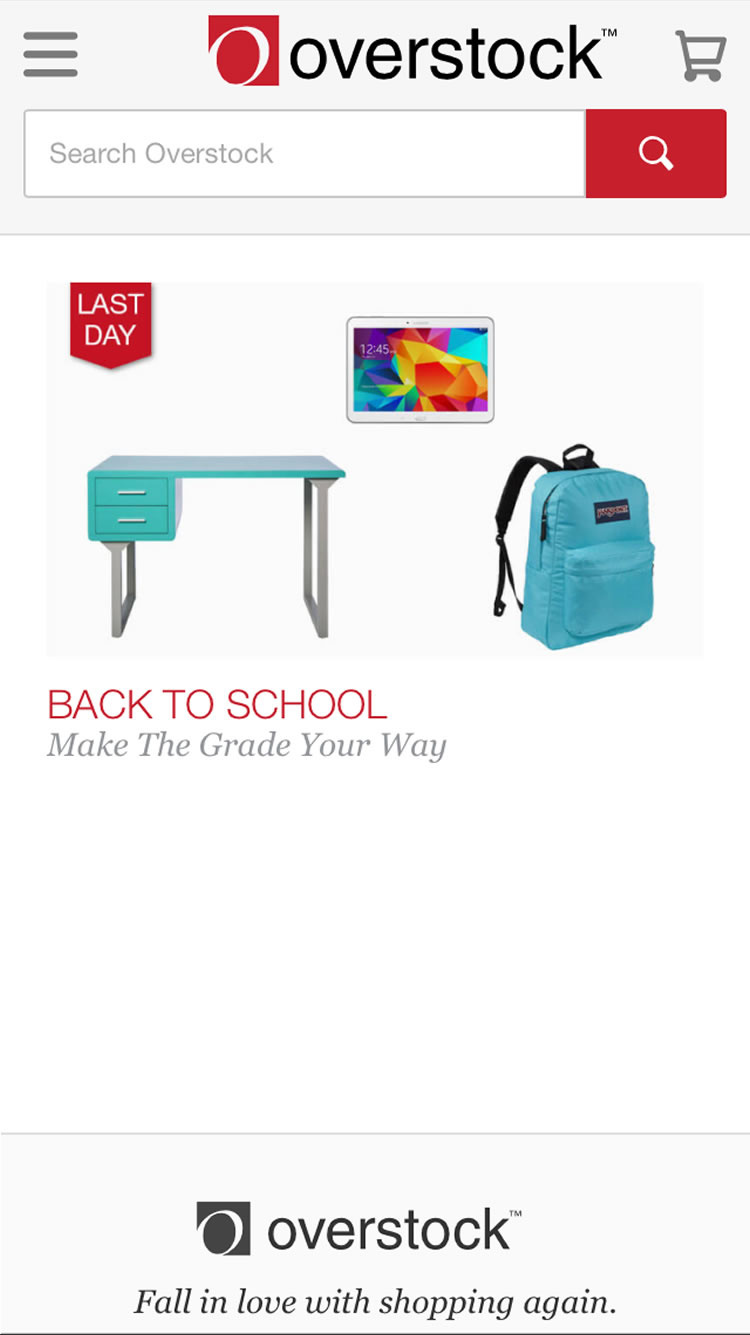 overstock™
Search Overstock
LAST
DAY
12:45
JANSPORT
BACK TO SCHOOL
Make The Grade Your Way
overstock™
Fall in love with shopping again.